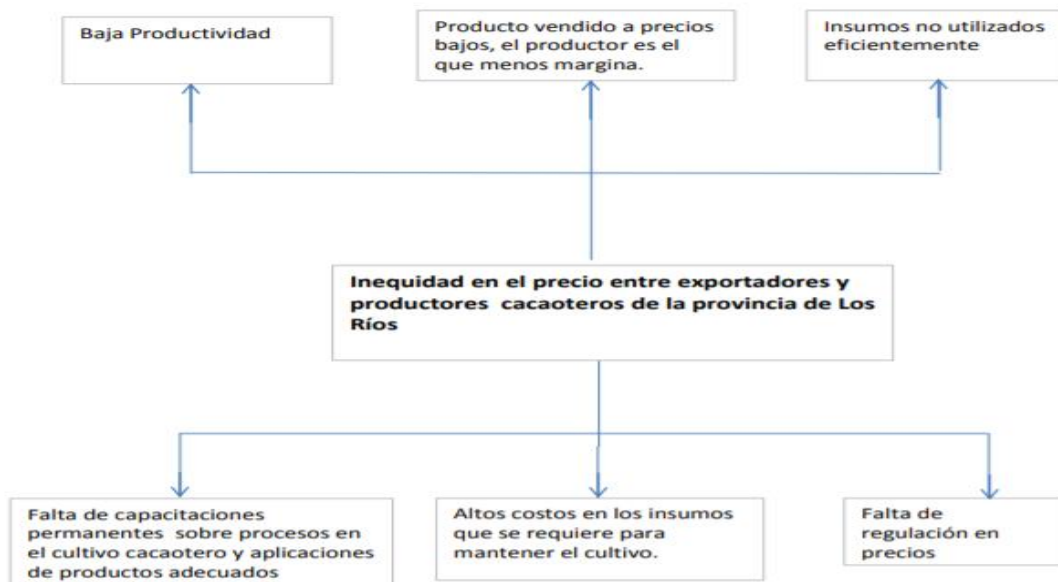 Baja Productividad
Producto vendido a precios
bajos, el productor es el
que menos margina.
Insumos no utilizados
eficientemente
Inequidad en el precio entre exportadores y
productores cacaoteros de la provincia de Los
Ríos
Falta de capacitaciones
permanentes sobre procesos en
el cultivo cacaotero y aplicaciones
de productos adecuados
Altos costos en los insumos
que se requiere para
mantener el cultivo.
Falta de
regulación en
precios